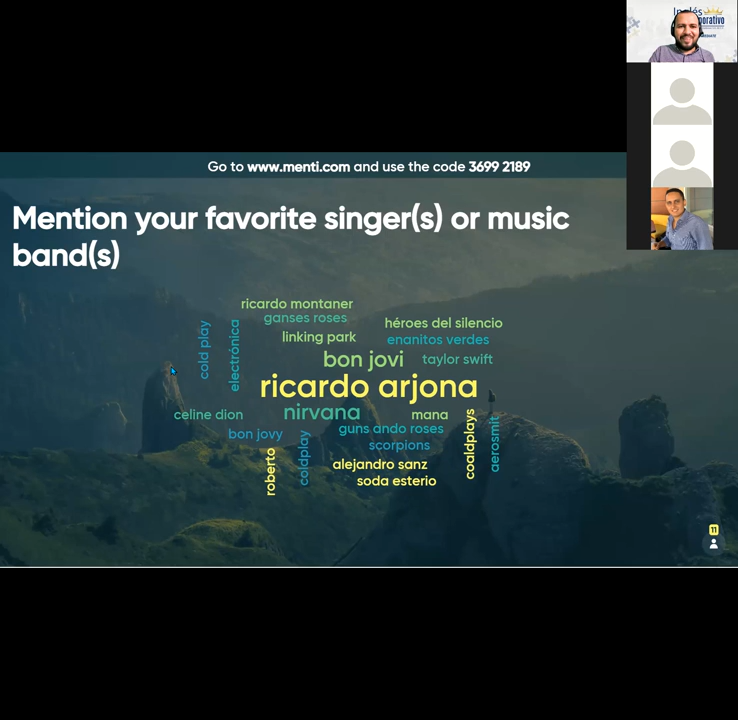 Inglés
Go to www.menti.com and use the code 3699 2189
Mention your favorite singer(s) or music
band(s)
ricardo montaner
ganses roses
héroes del silencio
cold play
electrónica
linking park
enanitos verdes
bon jovi
taylor swift
ricardo arjona
celine dion
nirvana
mana
coaldplays
aerosmit
bon jovy
guns ando roses
coldplay
scorpions
roberto
alejandro sanz
soda esterio
11